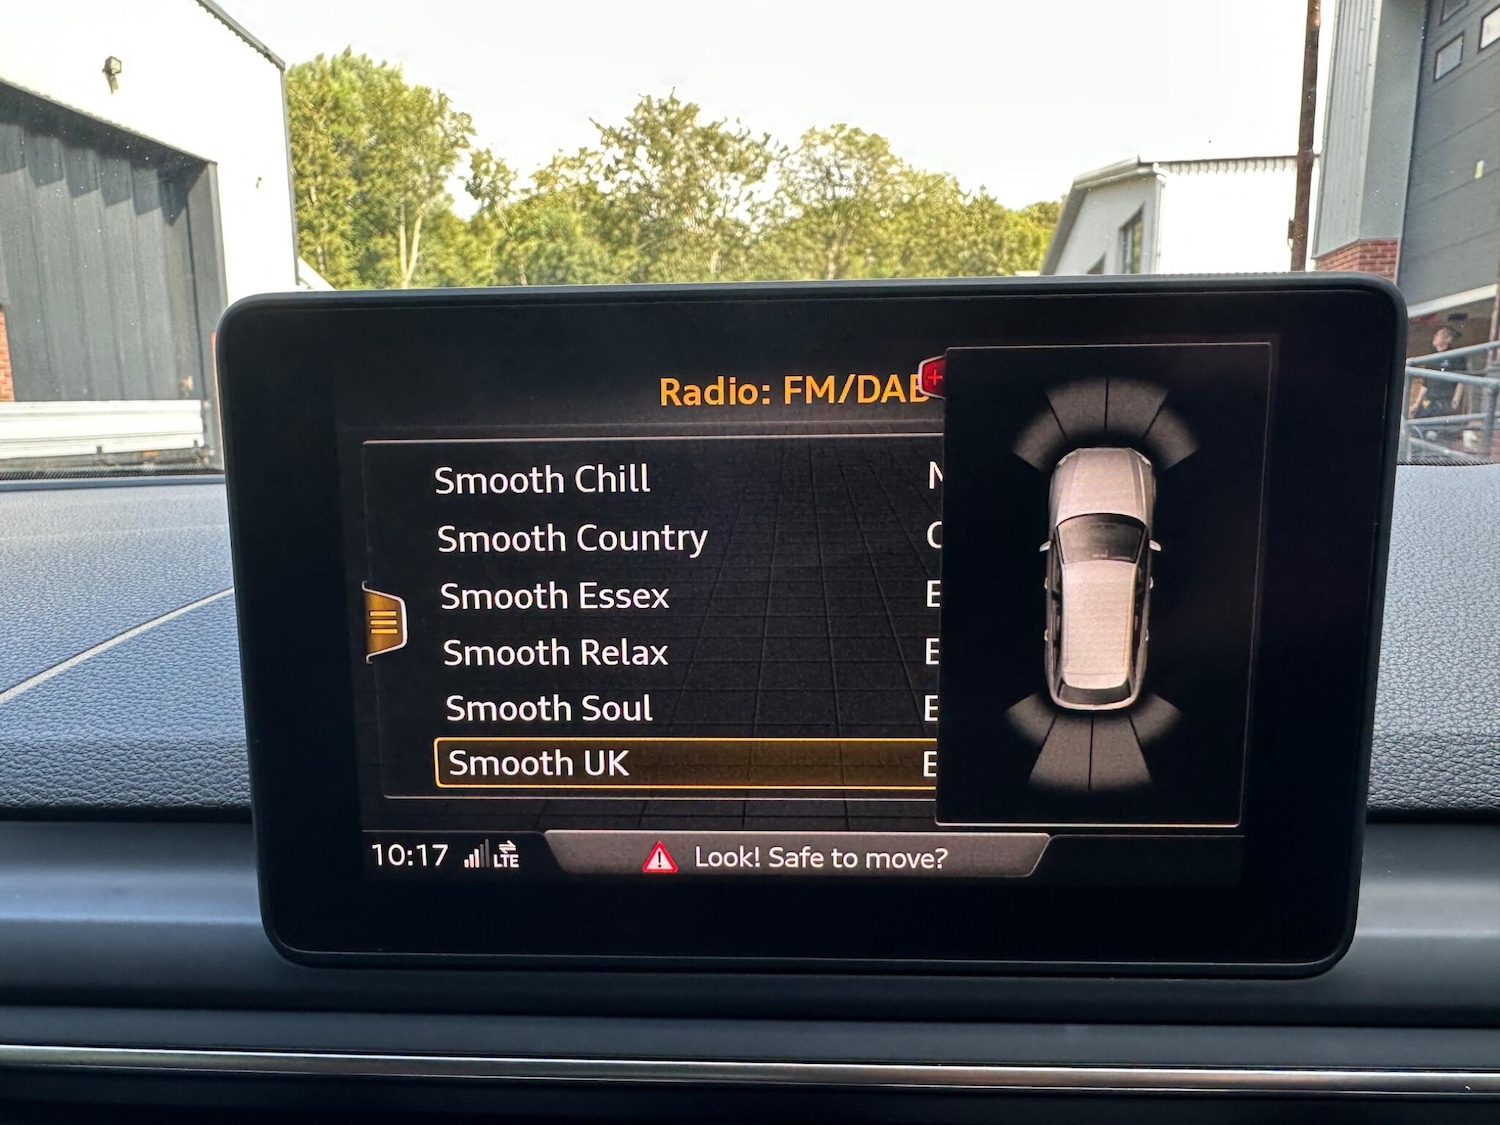 Radio: FM/DAB
Smooth Chill
Smooth Country
Smooth Essex
Smooth Relax
Smooth Soul
Smooth UK
10:17 LTE Look! Safe to move?